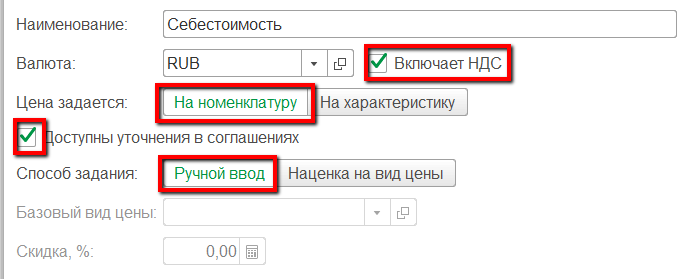 Наименование: Себестоимость
Валюта: RUB Включает НДС
Цена задается: На номенклатуру На характеристику
Доступны уточнения в соглашениях
Способ задания: Ручной ввод Наценка на вид цены
Базовый вид цены:
Скидка, %: 0,00